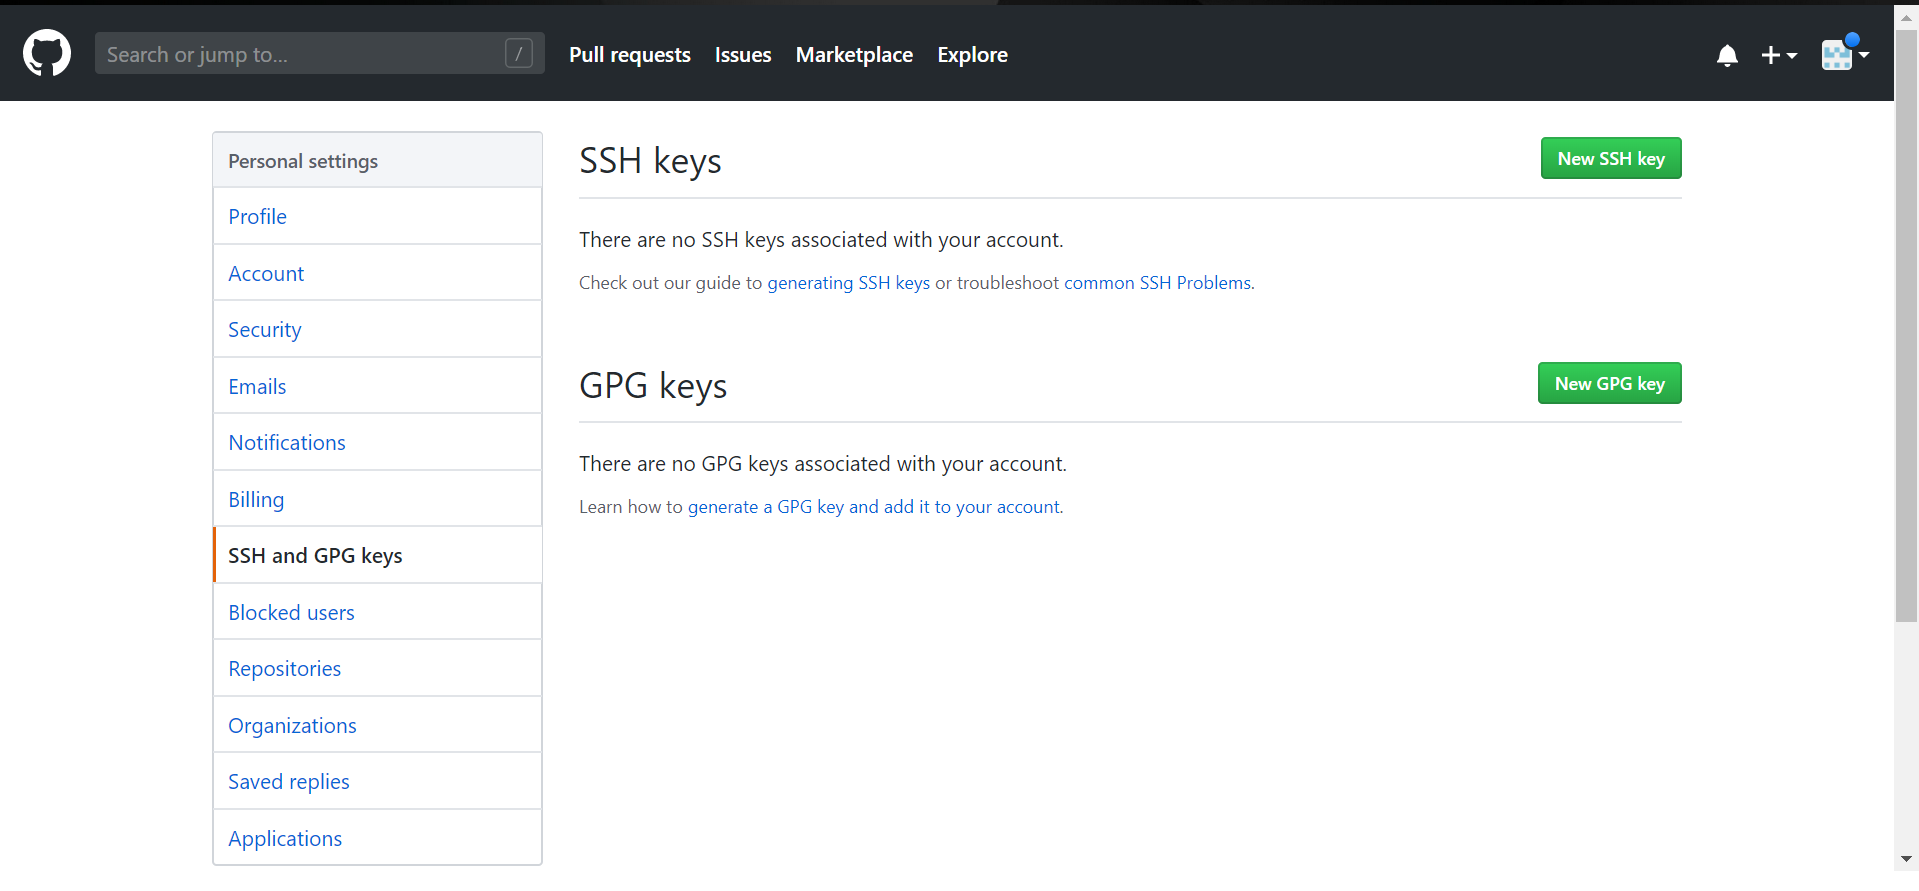 Search or jump to...
/
Pull requests
Issues
Marketplace
Explore
Personal settings
Profile
Account
Security
Emails
Notifications
Billing
SSH and GPG keys
Blocked users
Repositories
Organizations
Saved replies
Applications
SSH keys
New SSH key
There are no SSH keys associated with your account.
Check out our guide to generating SSH keys or troubleshoot common SSH Problems.
GPG keys
New GPG key
There are no GPG keys associated with your account.
Learn how to generate a GPG key and add it to your account.